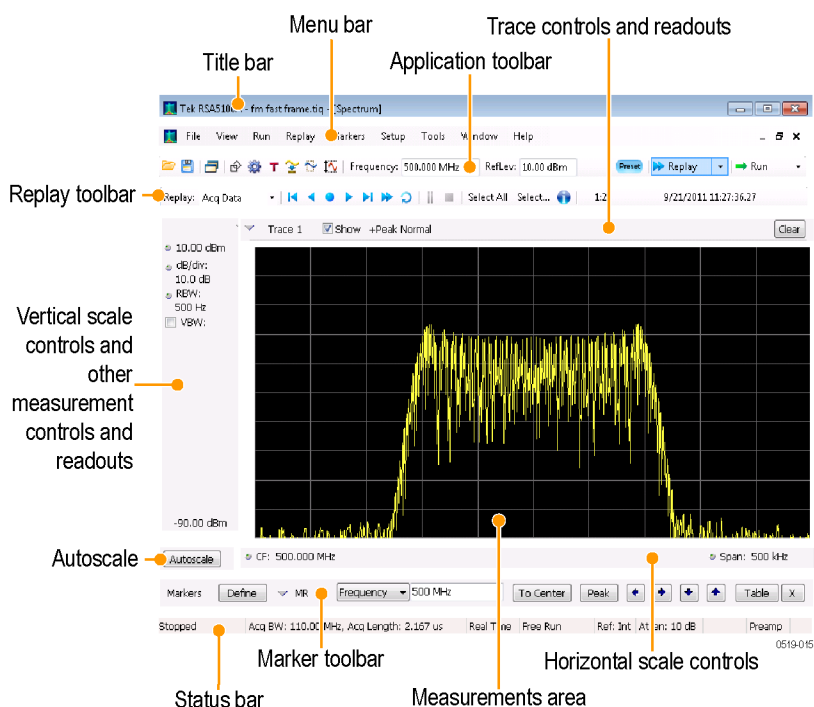 Menu bar
Trace controls and readouts
Title bar
Application toolbar
Tek RSA510 - fm fast frame.tiq - [Spectrum]
File View Run Replay Markers Setup Tools Window Help
Frequency: 500.000 MHz RefLev: 10.00 dBm Preset Replay Run
Replay toolbar
Replay: Acq Data Select All Select... 1:2 9/21/2011 11:27:36.27
Trace 1 Show +Peak Normal Clear
10.00 dBm
dB/div:
10.0 dB
RBW:
500 Hz
VBW:
Vertical scale
controls and
other
measurement
controls and
readouts
-90.00 dBm
Autoscale
Autoscale CF: 500.000 MHz Span: 500 kHz
Markers Define MR Frequency 500 MHz To Center Peak Table X
Stopped Acq BW: 110.00 MHz, Acq Length: 2.167 us Real Time Free Run Ref: Int Atten: 10 dB Preamp
0519-015
Marker toolbar
Horizontal scale controls
Status bar
Measurements area